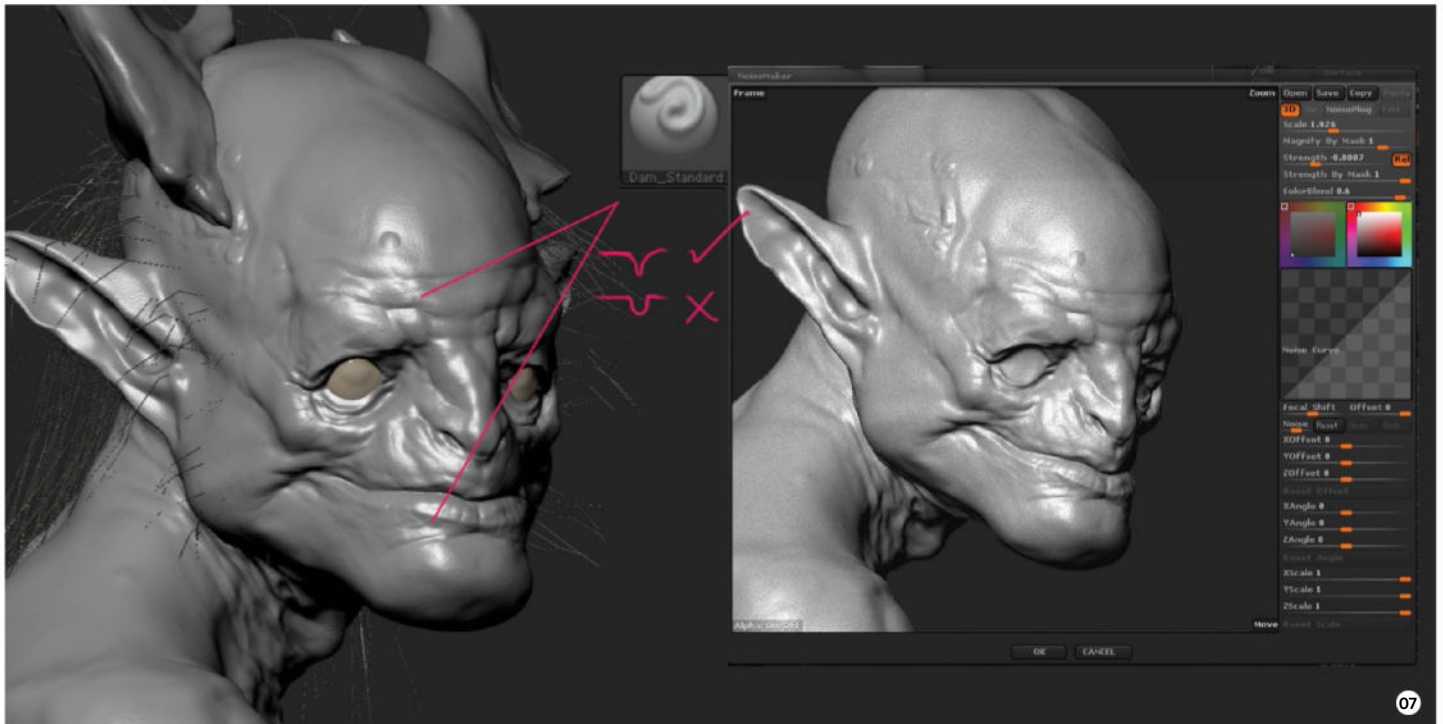 Dam_Standard
NoiseMaker
Frame
Zoom
Open Save Copy
3D NoisePlug Edit
Scale 1.926
Magnify By Mask 1
Strength -0.0007 Rel
Strength By Mask 1
ColorBlend 0.6
Noise Curve
Focal Shift Offset 0
Noise Reset
XOffset 0
YOffset 0
ZOffset 0
Reset Offset
XAngle 0
YAngle 0
ZAngle 0
Reset Angle
XScale 1
YScale 1
ZScale 1
Reset Scale
Alpha On/Off
Move
OK CANCEL
07